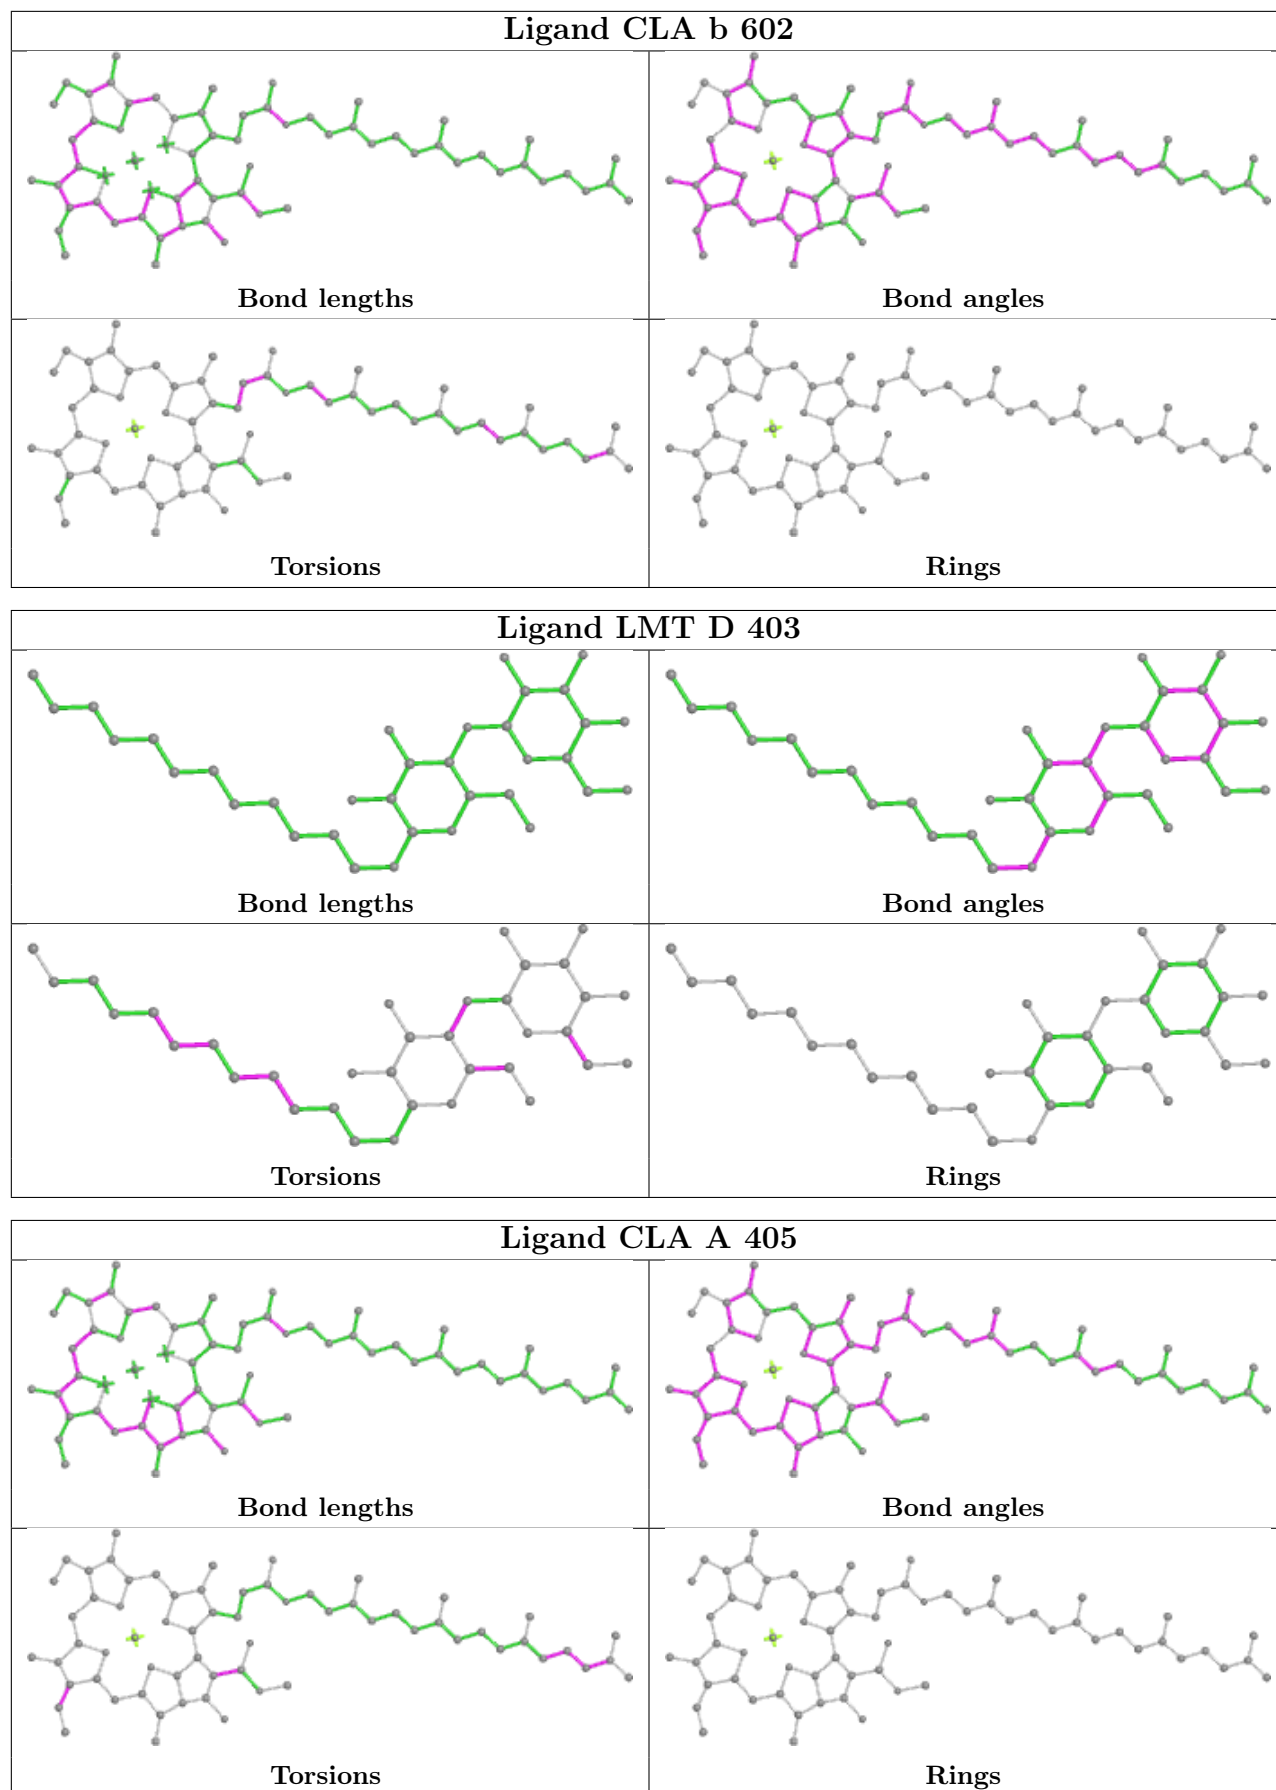 Ligand CLA b 602
Bond lengths
Bond angles
Torsions
Rings
Ligand LMT D 403
Bond lengths
Bond angles
Torsions
Rings
Ligand CLA A 405
Bond lengths
Bond angles
Torsions
Rings